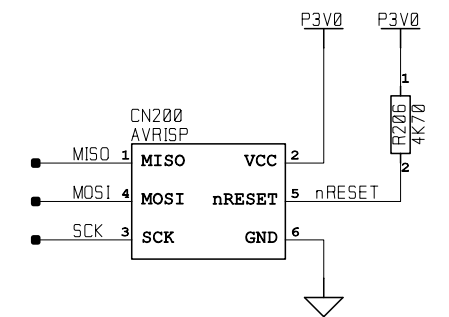 P3V0 P3V0
1
R206
4K70
2
CN200
AVRISP
MISO 1 MISO VCC 2
MOSI 4 MOSI nRESET 5 nRESET
SCK 3 SCK GND 6